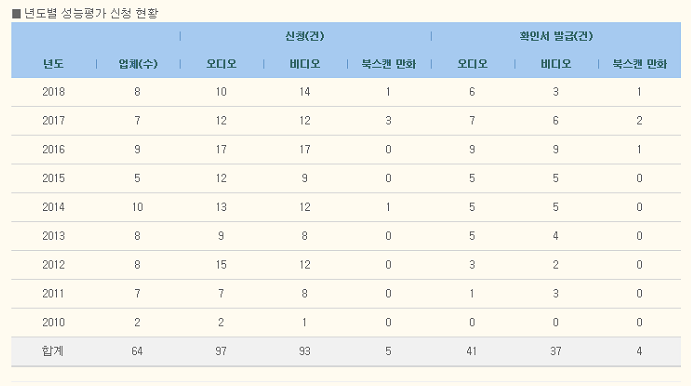 ■ 년도별 성능평가 신청 현황
신청(건) 확인서 발급(건)
년도 업체(수) 오디오 비디오 북스캔 만화 오디오 비디오 북스캔 만화
2018 8 10 14 1 6 3 1
2017 7 12 12 3 7 6 2
2016 9 17 17 0 9 9 1
2015 5 12 9 0 5 5 0
2014 10 13 12 1 5 5 0
2013 8 9 8 0 5 4 0
2012 8 15 12 0 3 2 0
2011 7 7 8 0 1 3 0
2010 2 2 1 0 0 0 0
합계 64 97 93 5 41 37 4